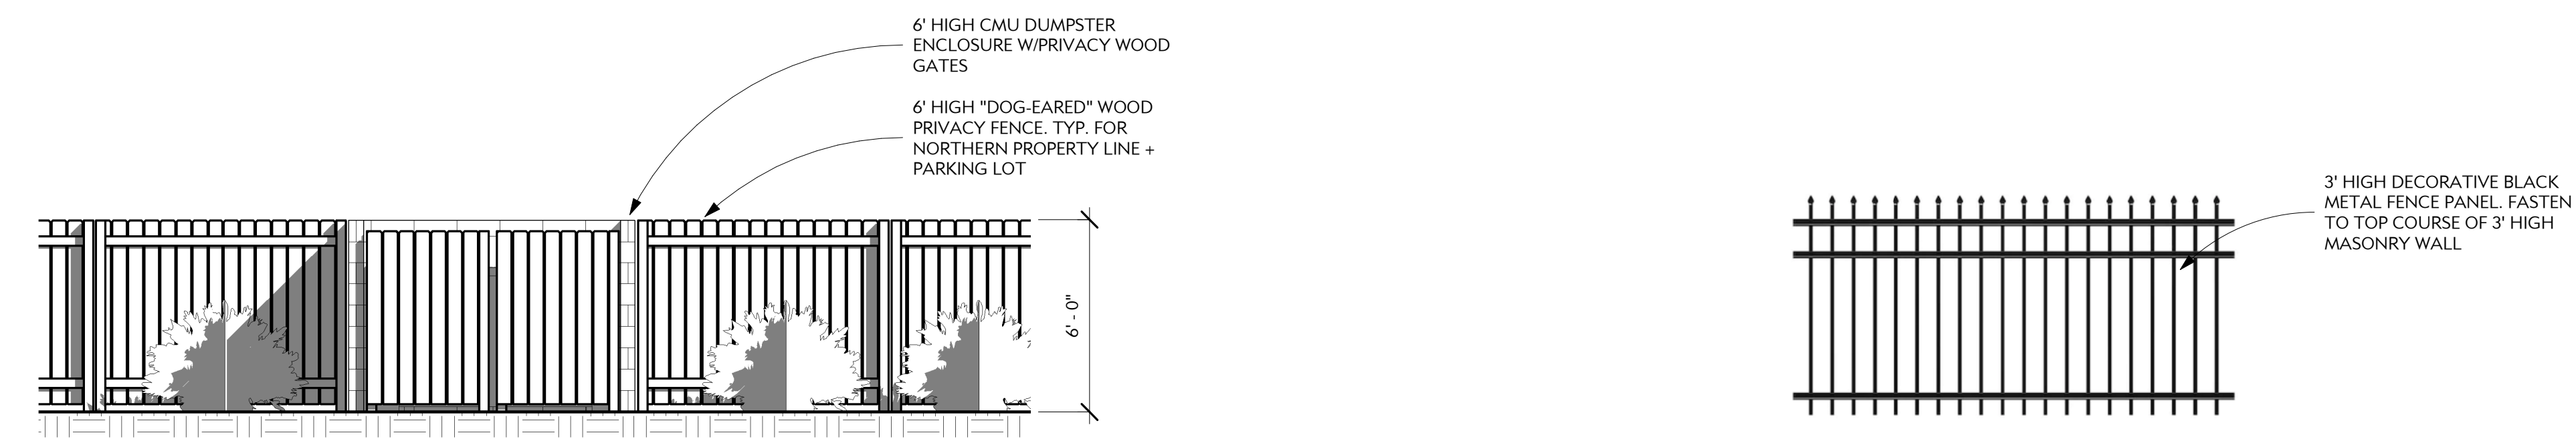 6' HIGH CMU DUMPSTER
ENCLOSURE W/PRIVACY WOOD
GATES
6' HIGH "DOG-EARED" WOOD
PRIVACY FENCE. TYP. FOR
NORTHERN PROPERTY LINE +
PARKING LOT
6' - 0"
3' HIGH DECORATIVE BLACK
METAL FENCE PANEL. FASTEN
TO TOP COURSE OF 3' HIGH
MASONRY WALL